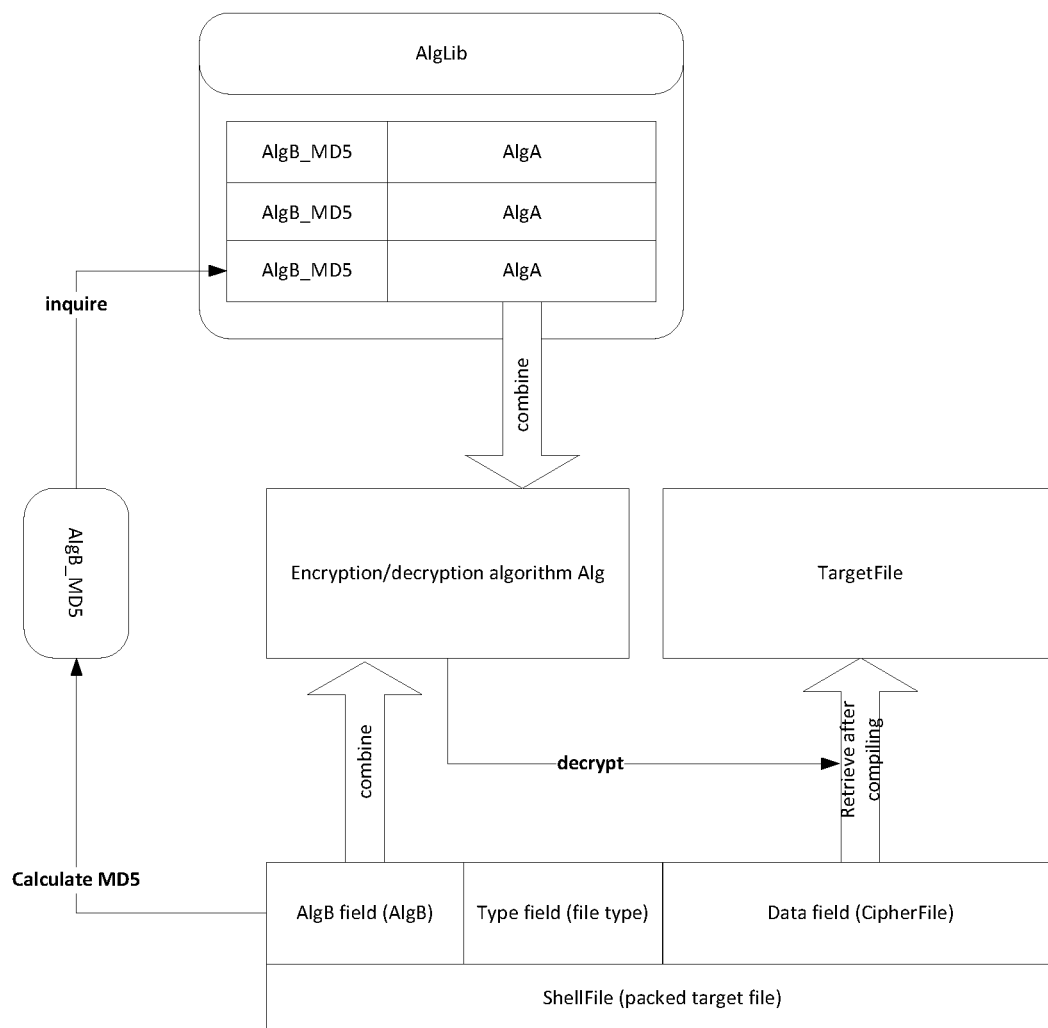 AlgLib
AlgB_MD5 AlgA
AlgB_MD5 AlgA
AlgB_MD5 AlgA
inquire
combine
AlgB_MD5
Encryption/decryption algorithm Alg
TargetFile
combine
decrypt
Retrieve after
compiling
Calculate MD5
AlgB field (AlgB)
Type field (file type)
Data field (CipherFile)
ShellFile (packed target file)